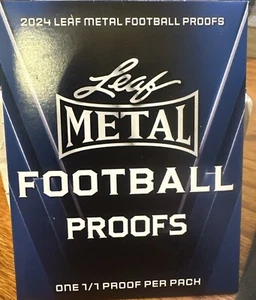 2024 LEAF METAL FOOTBALL PROOFS
Leaf
METAL
FOOTBALL
PROOFS
ONE 1/1 PROOF PER PACK